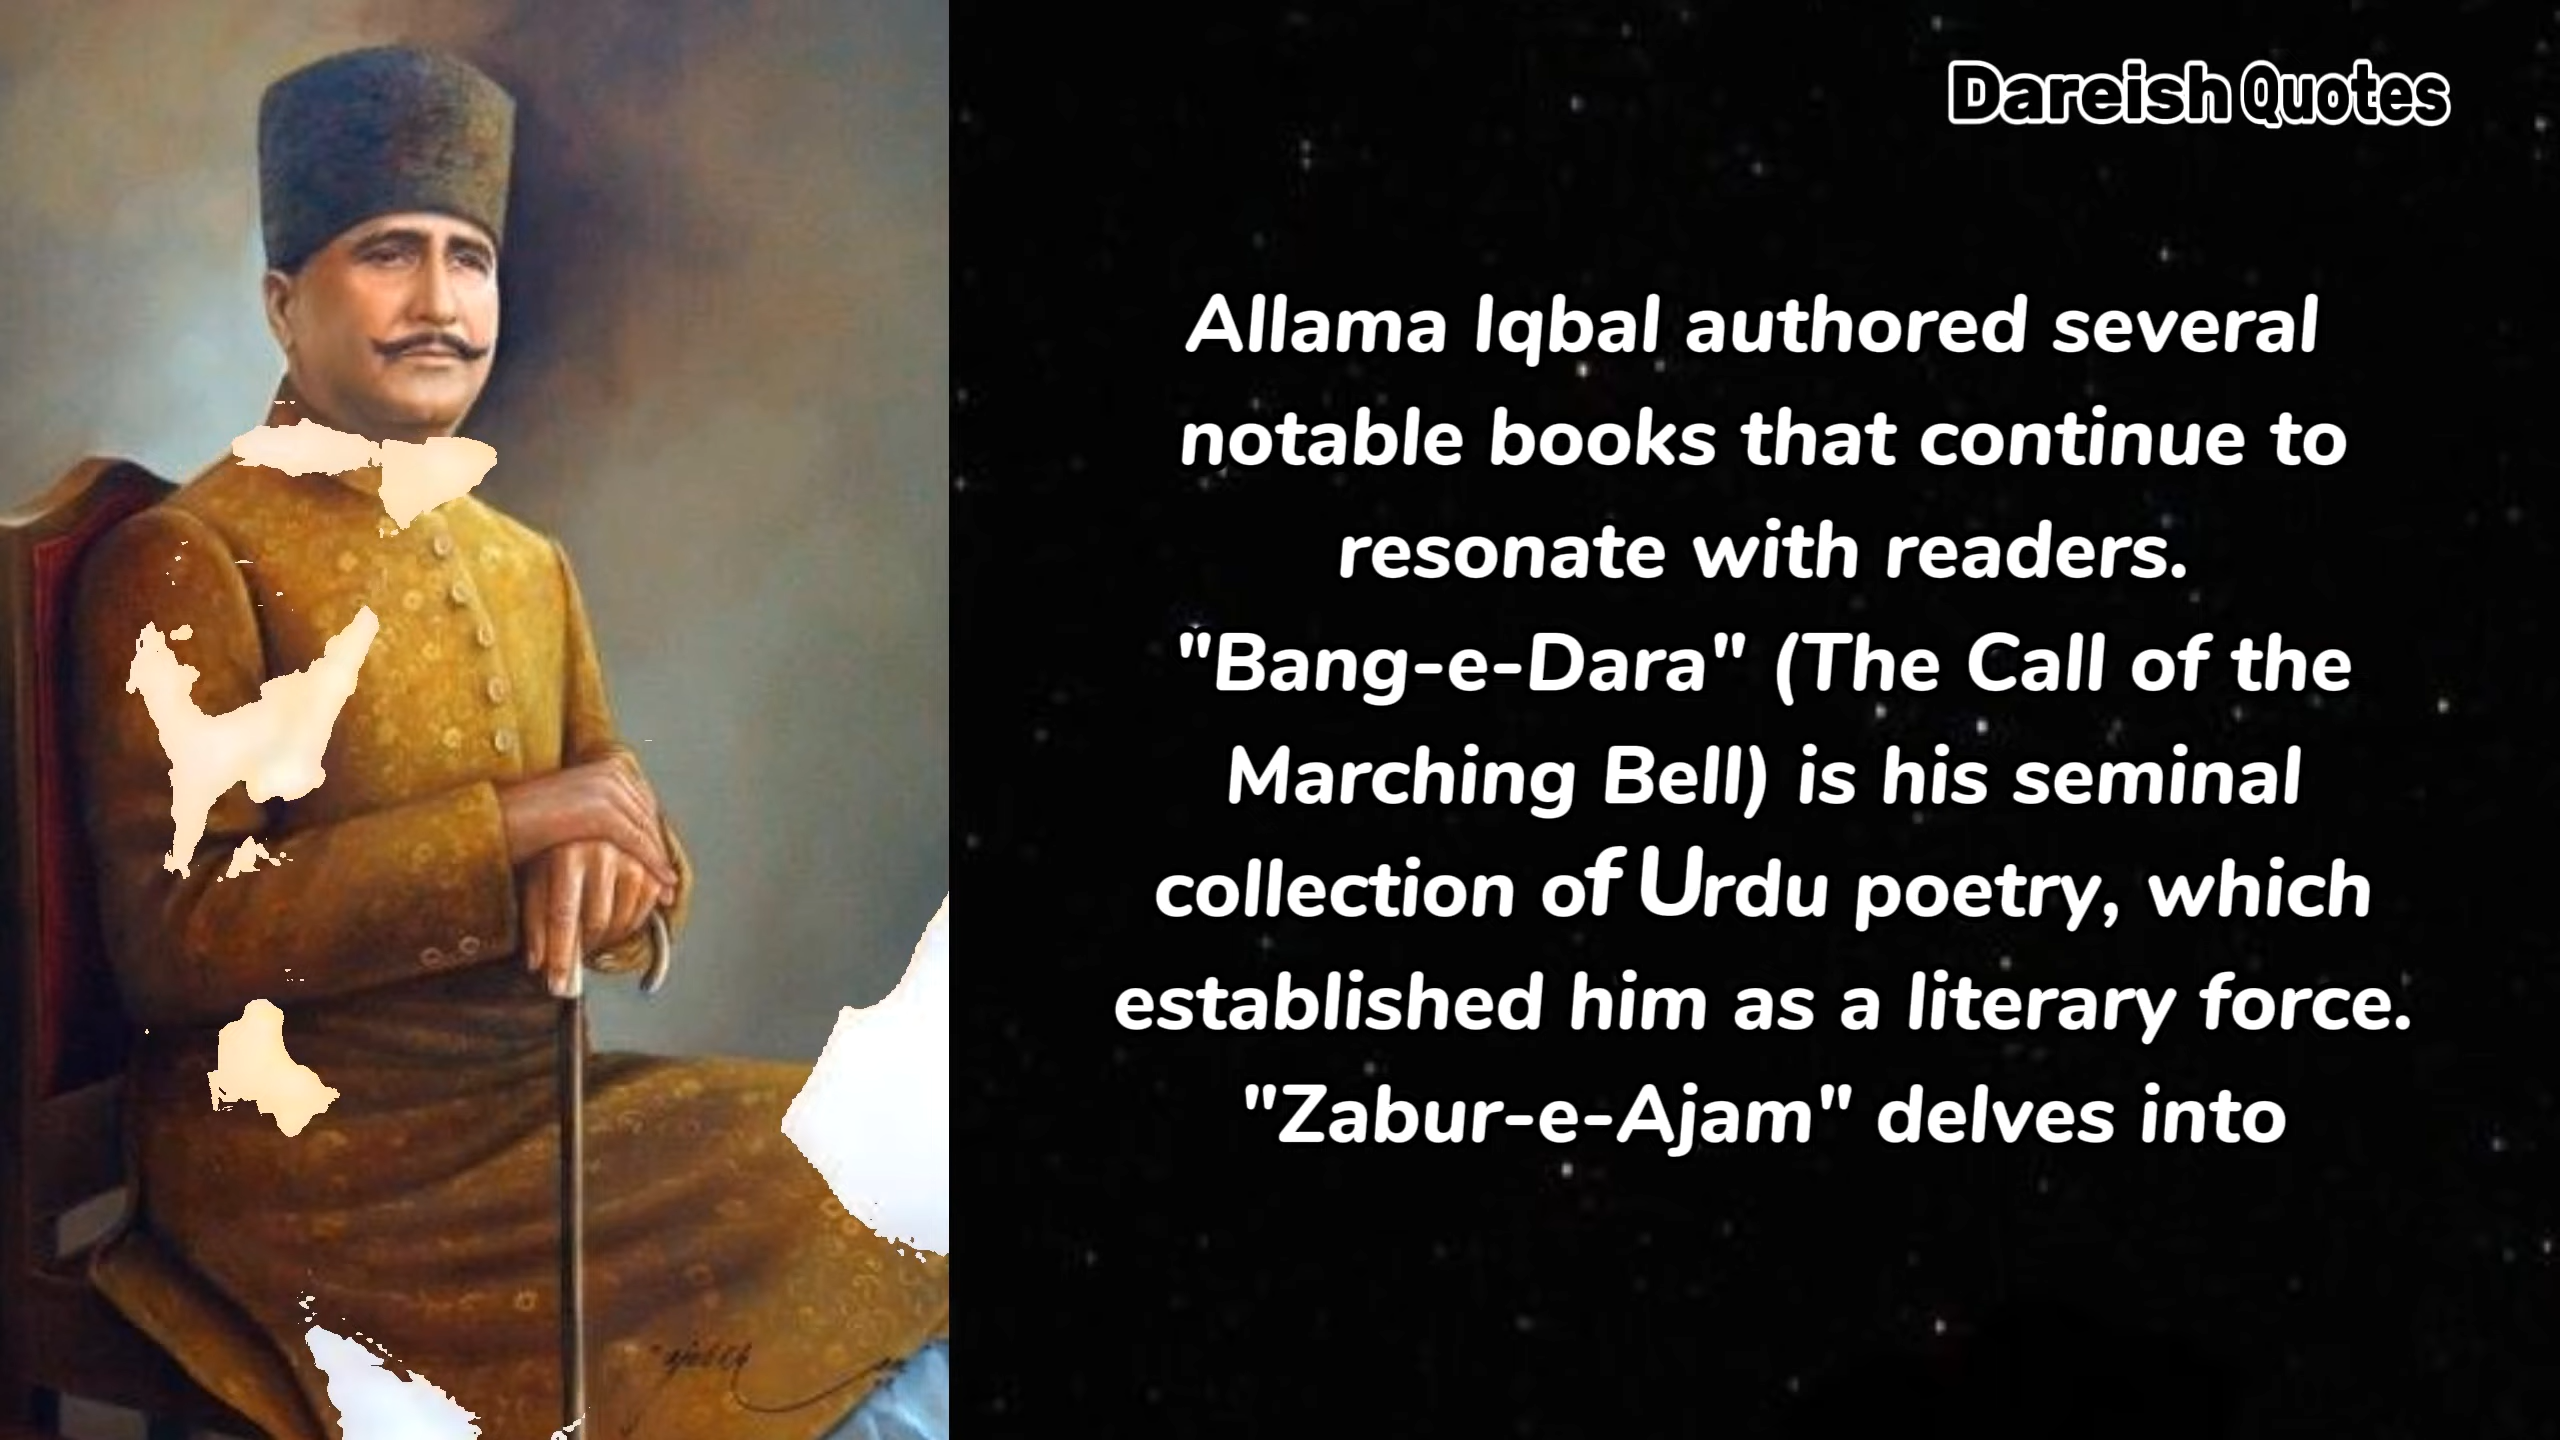 Dareish Quotes
Allama Iqbal authored several
notable books that continue to
resonate with readers.
"Bang-e-Dara" (The Call of the
Marching Bell) is his seminal
collection of Urdu poetry, which
established him as a literary force.
"Zabur-e-Ajam" delves into